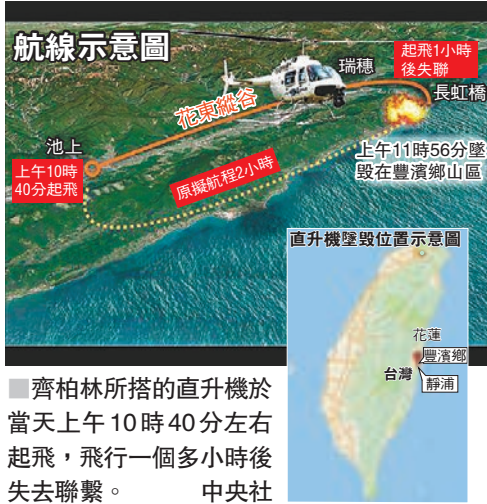 航線示意圖
起飛1小時
後失聯
瑞穗
長虹橋
花東縱谷
池上
上午10時
40分起飛
原擬航程2小時
上午11時56分墜
毀在豐濱鄉山區
直升機墜毀位置示意圖
花蓮
豐濱鄉
台灣
靜浦
■齊柏林所搭的直升機於
當天上午10時40分左右
起飛，飛行一個多小時後
失去聯繫。 中央社